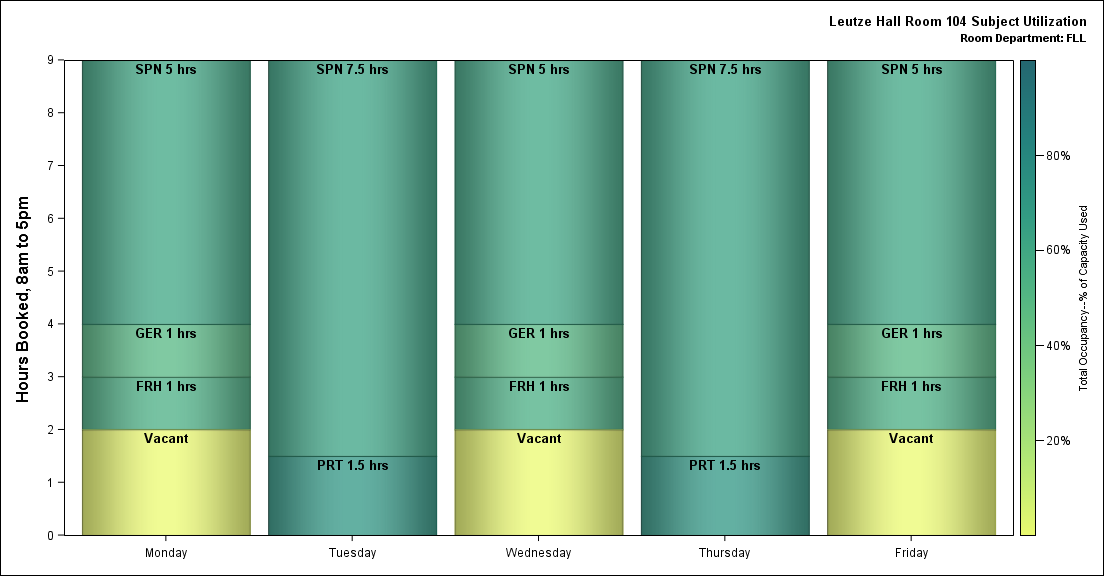 Leutze Hall Room 104 Subject Utilization
Room Department: FLL
Hours Booked, 8am to 5pm
9
8
7
6
5
4
3
2
1
0
SPN 5 hrs
GER 1 hrs
FRH 1 hrs
Vacant
SPN 7.5 hrs
PRT 1.5 hrs
SPN 5 hrs
GER 1 hrs
FRH 1 hrs
Vacant
SPN 7.5 hrs
PRT 1.5 hrs
SPN 5 hrs
GER 1 hrs
FRH 1 hrs
Vacant
Monday
Tuesday
Wednesday
Thursday
Friday
80%
60%
40%
20%
Total Occupancy--% of Capacity Used